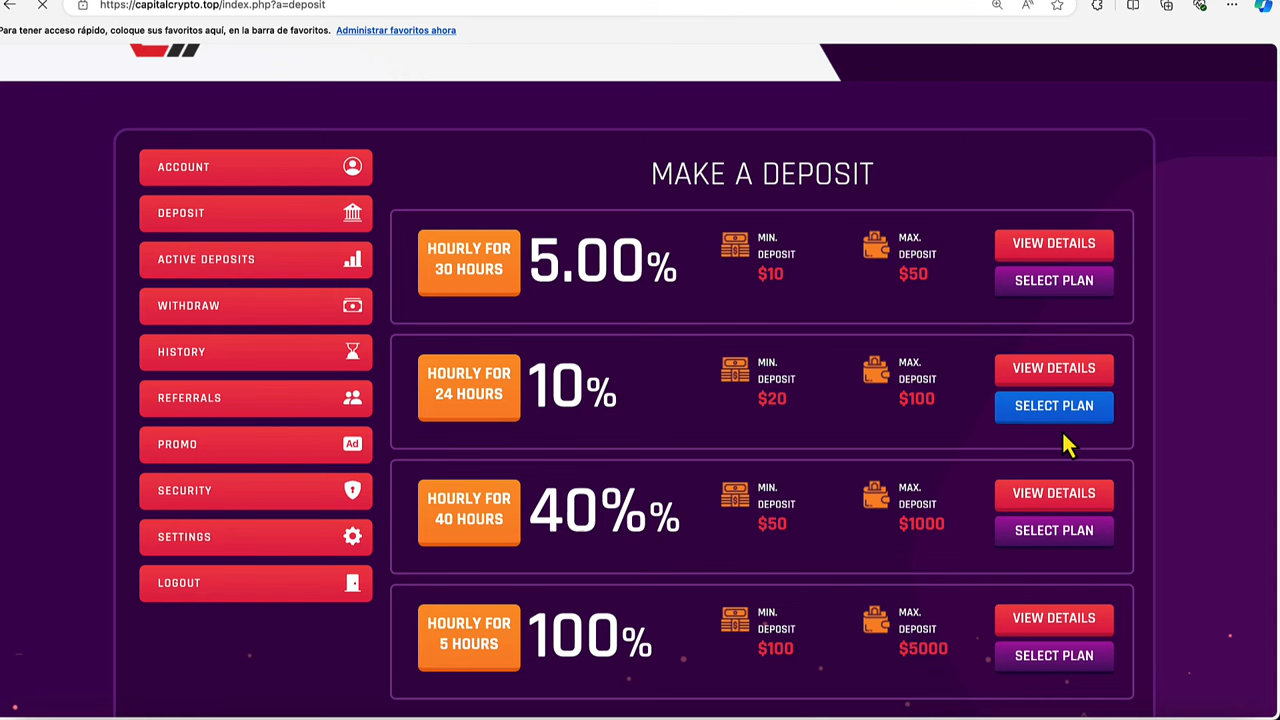 https://capitalcrypto.top/index.php?a=deposit
Para tener acceso rápido, coloque sus favoritos aquí, en la barra de favoritos. Administrar favoritos ahora
ACCOUNT
DEPOSIT
ACTIVE DEPOSITS
WITHDRAW
HISTORY
REFERRALS
PROMO
Ad
SECURITY
SETTINGS
LOGOUT
MAKE A DEPOSIT
HOURLY FOR
30 HOURS
5.00%
MIN.
DEPOSIT
$10
MAX.
DEPOSIT
$50
VIEW DETAILS
SELECT PLAN
HOURLY FOR
24 HOURS
10%
MIN.
DEPOSIT
$20
MAX.
DEPOSIT
$100
VIEW DETAILS
SELECT PLAN
HOURLY FOR
40 HOURS
40%%
MIN.
DEPOSIT
$50
MAX.
DEPOSIT
$1000
VIEW DETAILS
SELECT PLAN
HOURLY FOR
5 HOURS
100%
MIN.
DEPOSIT
$100
MAX.
DEPOSIT
$5000
VIEW DETAILS
SELECT PLAN